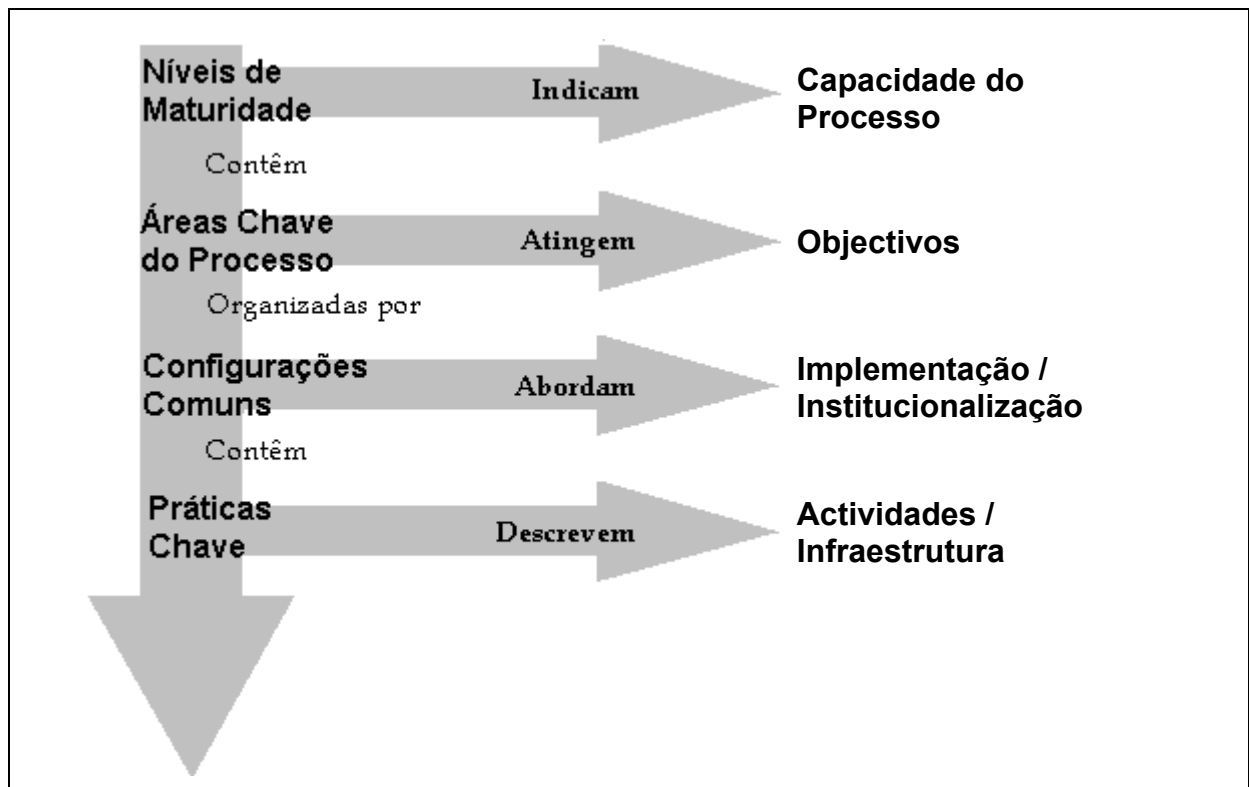 Níveis de
Maturidade
Indicam
Capacidade do
Processo
Contêm
Áreas Chave
do Processo
Atingem
Objectivos
Organizadas por
Configurações
Comuns
Abordam
Implementação /
Institucionalização
Contêm
Práticas
Chave
Descrevem
Actividades /
Infraestrutura